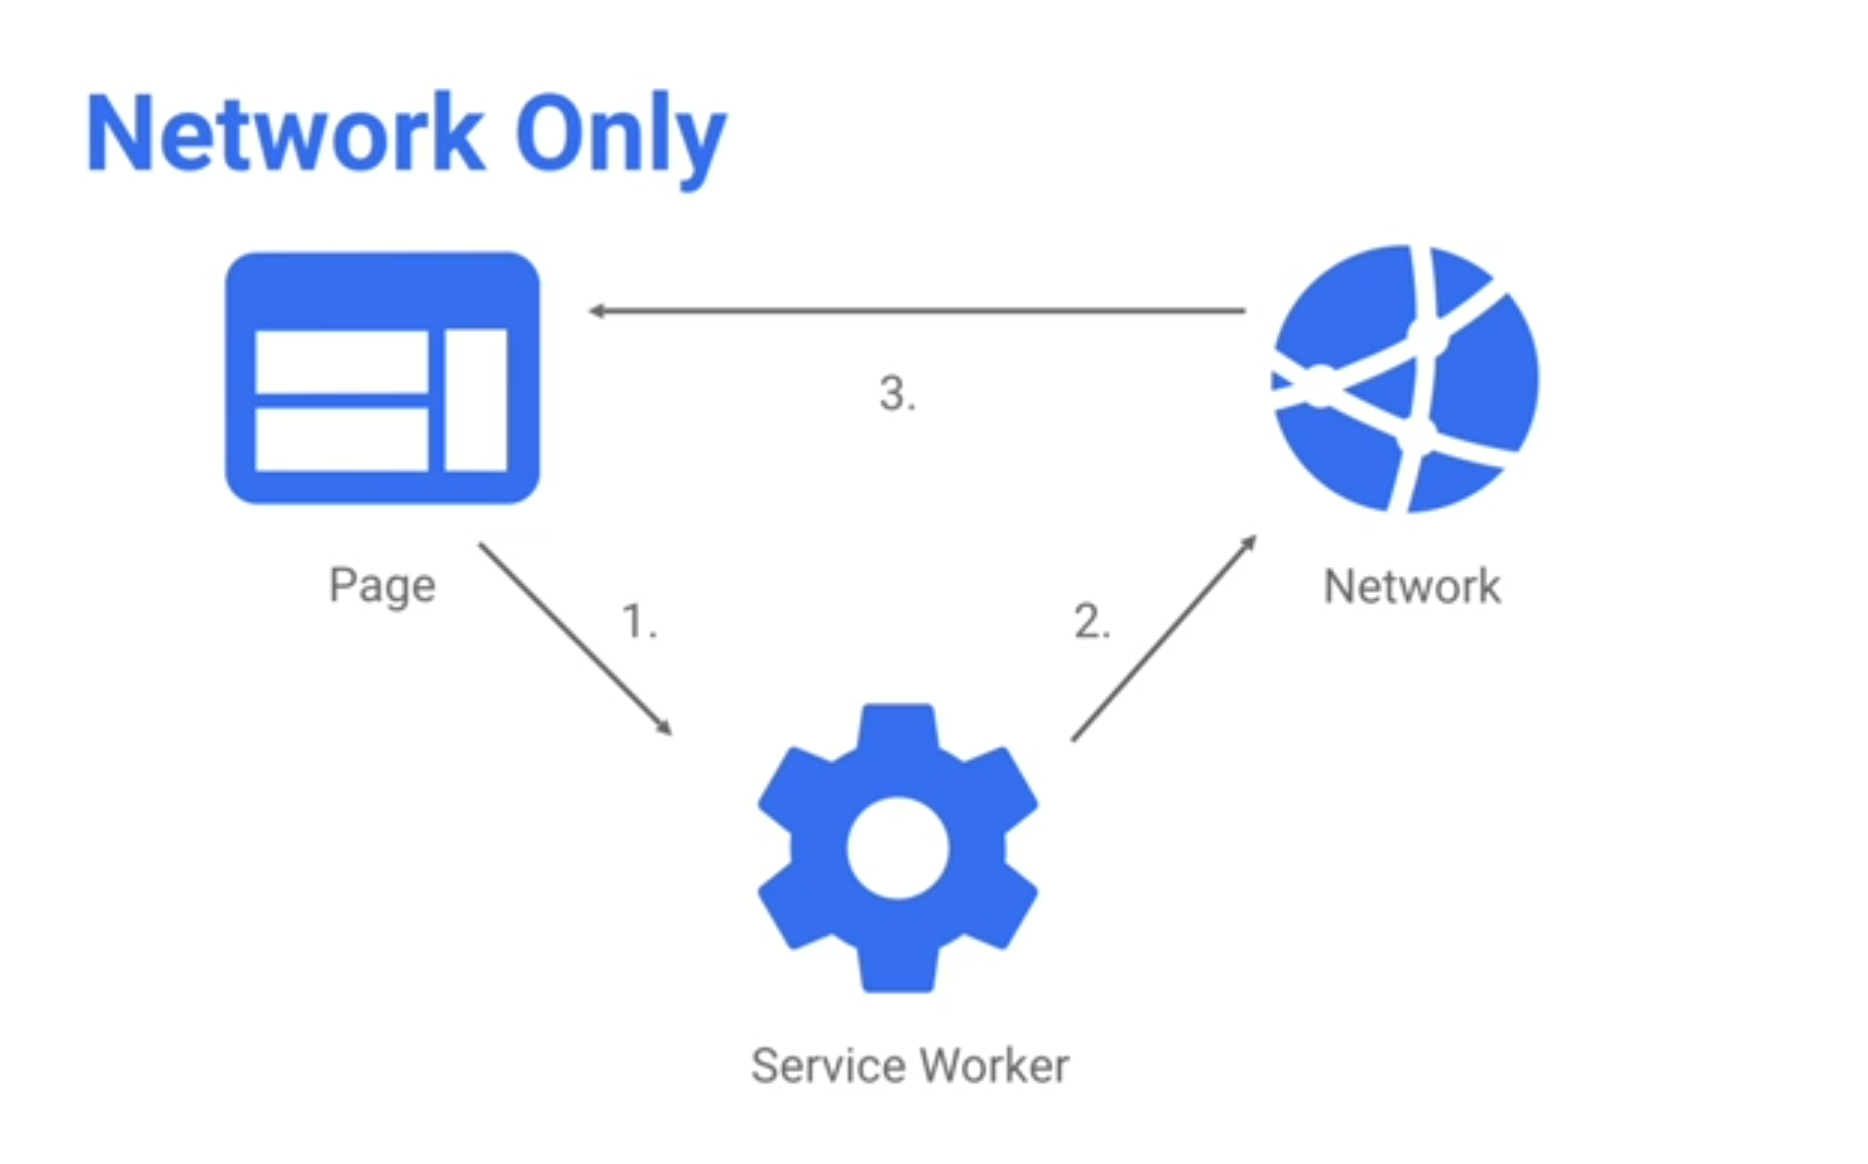 Network Only
3.
Page
Network
1.
2.
Service Worker